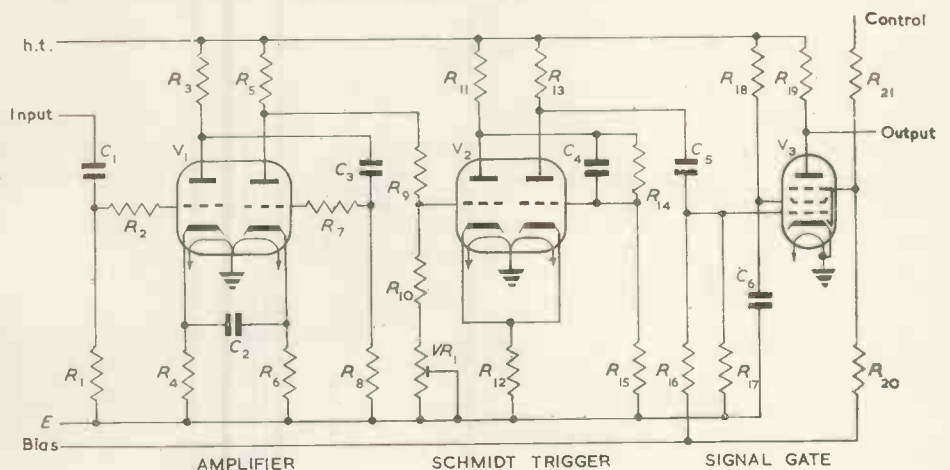 Control
h.t.
R3
R5
R11
R13
R18
R19
R21
Input
Output
C1
V1
C3
V2
C4
C5
V3
R9
R14
R2
R7
C6
R10
C2
VR1
R1
R4
R6
R8
R12
R15
R16
R17
R20
E
Bias
AMPLIFIER SCHMIDT TRIGGER SIGNAL GATE